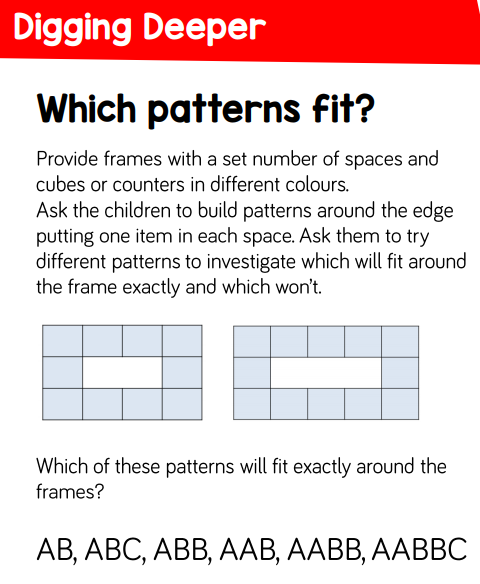 Digging Deeper
Which patterns fit?
Provide frames with a set number of spaces and
cubes or counters in different colours.
Ask the children to build patterns around the edge
putting one item in each space. Ask them to try
different patterns to investigate which will fit around
the frame exactly and which won’t.
Which of these patterns will fit exactly around the
frames?
AB, ABC, ABB, AAB, AABB, AABBC